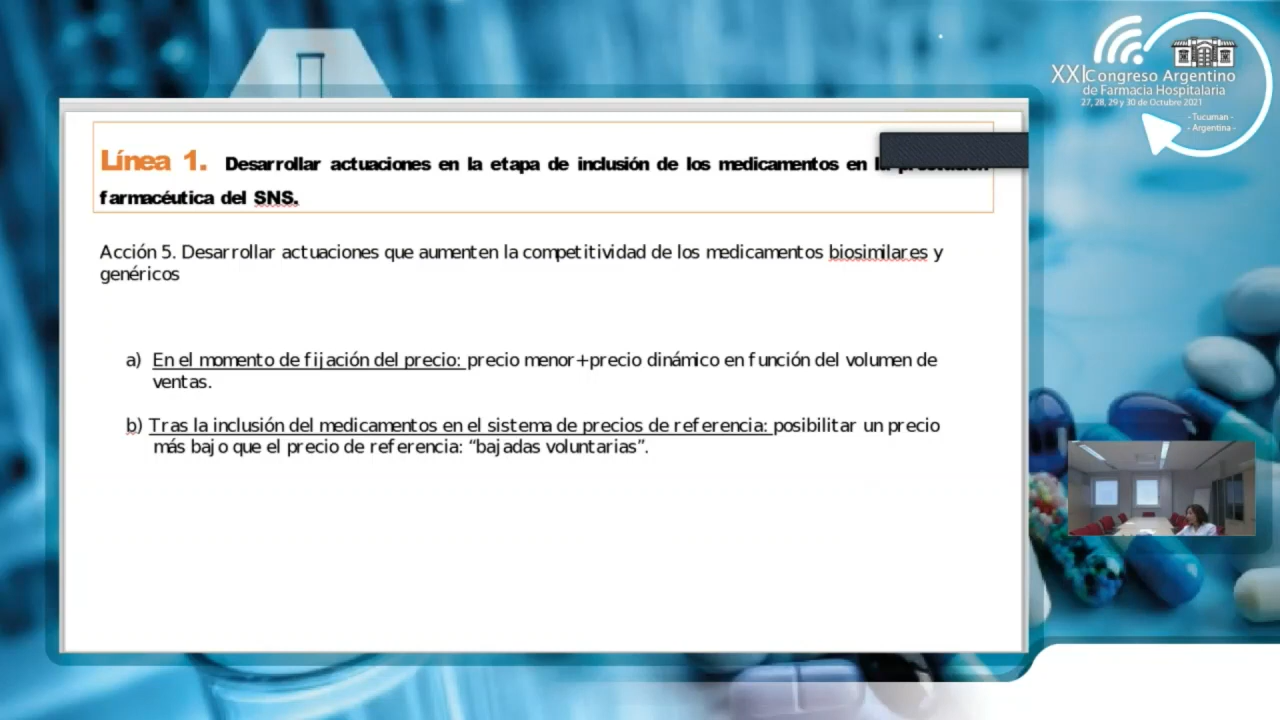 XXI Congreso Argentino
de Farmacia Hospitalaria
27, 28, 29 y 30 de Octubre 2021
- Tucuman -
- Argentina -
Línea 1. Desarrollar actuaciones en la etapa de inclusión de los medicamentos en
farmacéutica del SNS.
Acción 5. Desarrollar actuaciones que aumenten la competitividad de los medicamentos biosimilares y
genéricos
a) En el momento de fijación del precio: precio menor+precio dinámico en función del volumen de
ventas.
b) Tras la inclusión del medicamentos en el sistema de precios de referencia: posibilitar un precio
más bajo que el precio de referencia: “bajadas voluntarias”.